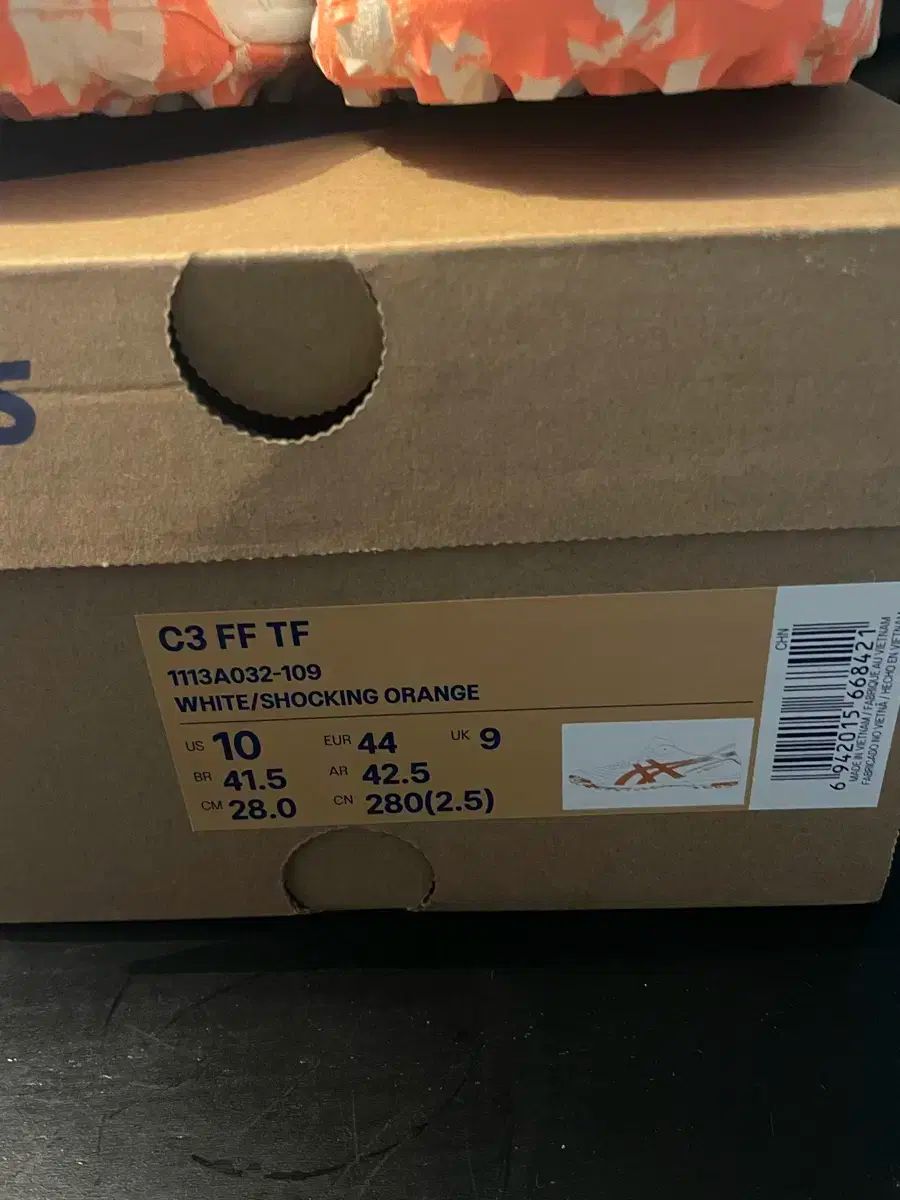 C3 FF TF
1113A032-109
WHITE/SHOCKING ORANGE
US 10 EUR 44 UK 9
BR 41.5 AR 42.5
CM 28.0 CN 280(2.5)
CHN
6 942015 668421
MADE IN VIETNAM / FABRIQUÉ AU VIETNAM
FABRICADO NO VIETNÃ / HECHO EN VIETNAM